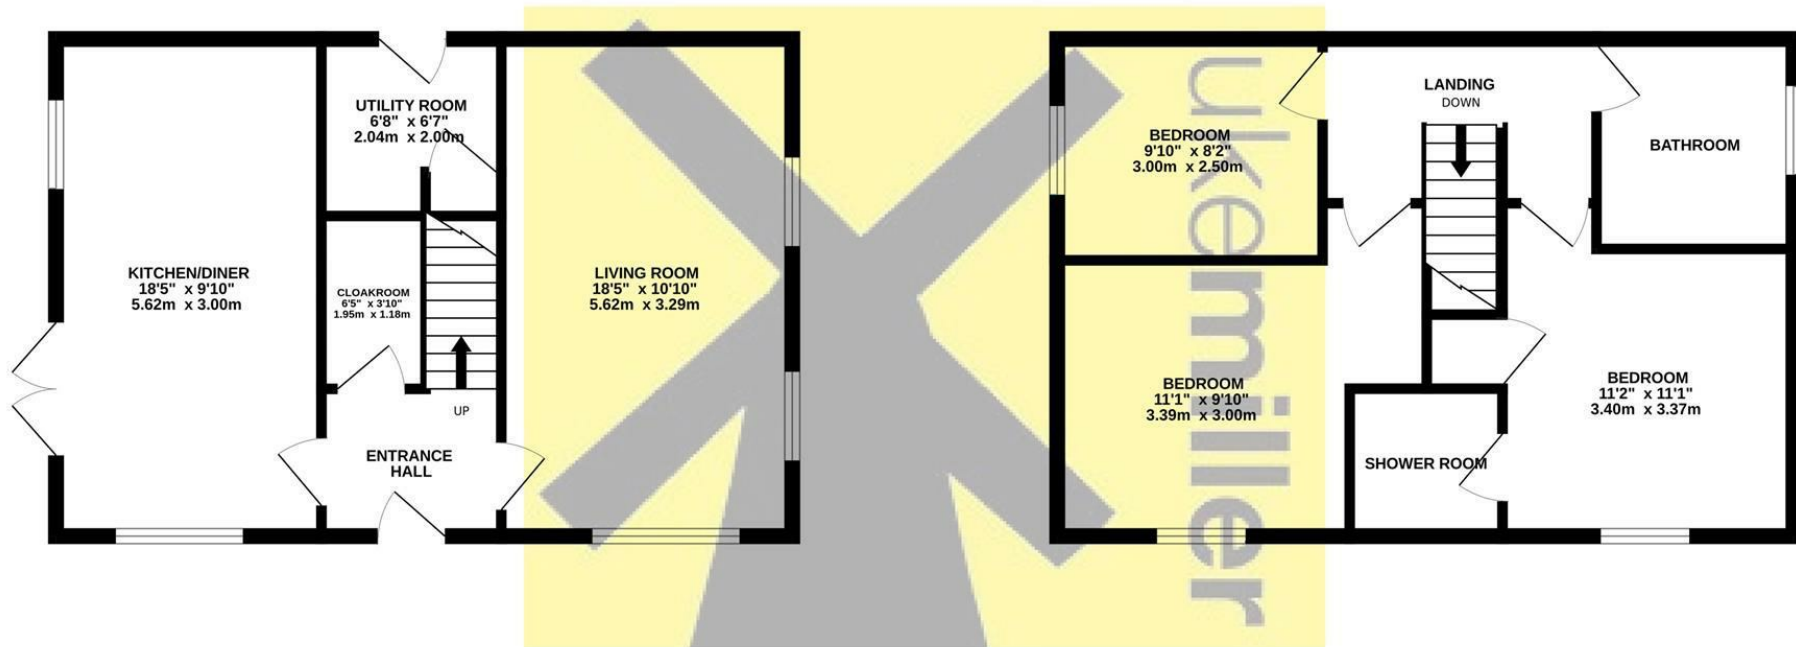 UTILITY ROOM
6'8" x 6'7"
2.04m x 2.00m
KITCHEN/DINER
18'5" x 9'10"
5.62m x 3.00m
CLOAKROOM
6'5" x 3'10"
1.95m x 1.18m
LIVING ROOM
18'5" x 10'10"
5.62m x 3.29m
UP
ENTRANCE
HALL
LANDING
DOWN
BEDROOM
9'10" x 8'2"
3.00m x 2.50m
BATHROOM
BEDROOM
11'1" x 9'10"
3.39m x 3.00m
BEDROOM
11'2" x 11'1"
3.40m x 3.37m
SHOWER ROOM
ukemiller